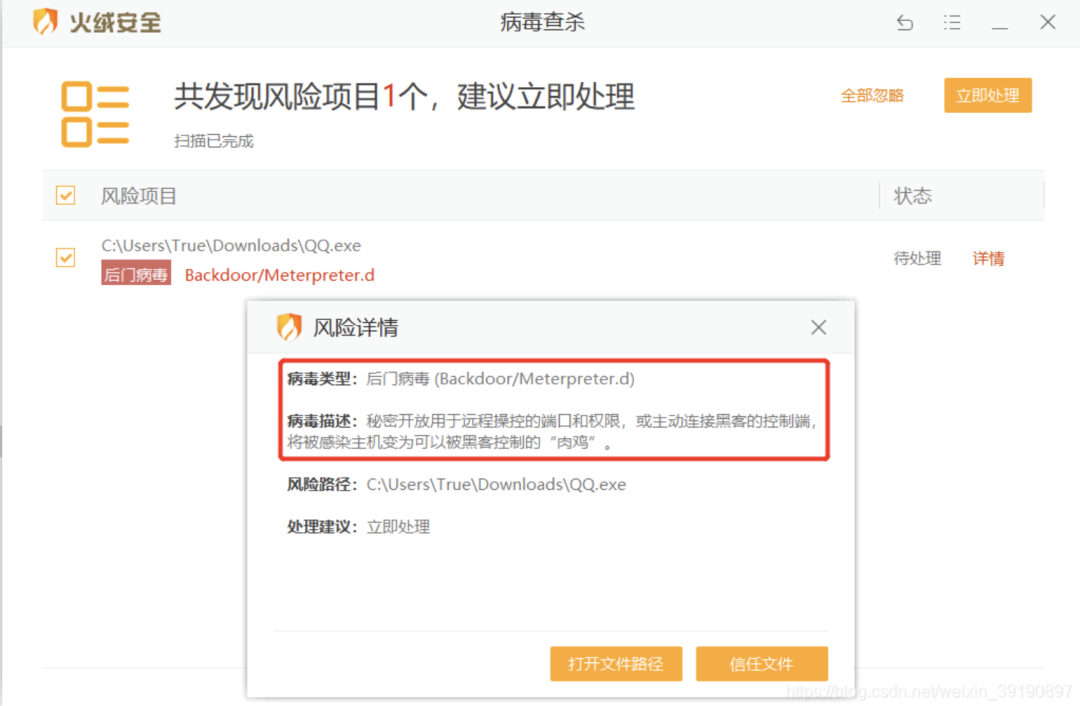 火绒安全
病毒查杀
共发现风险项目1个，建议立即处理
全部忽略
立即处理
扫描已完成
风险项目
状态
C:\Users\True\Downloads\QQ.exe
待处理
详情
后门病毒 Backdoor/Meterpreter.d
风险详情
病毒类型： 后门病毒 (Backdoor/Meterpreter.d)
病毒描述： 秘密开放用于远程操控的端口和权限，或主动连接黑客的控制端，
将被感染主机变为可以被黑客控制的“肉鸡”。
风险路径： C:\Users\True\Downloads\QQ.exe
处理建议： 立即处理
打开文件路径
信任文件
https://blog.csdn.net/weixin_39190897